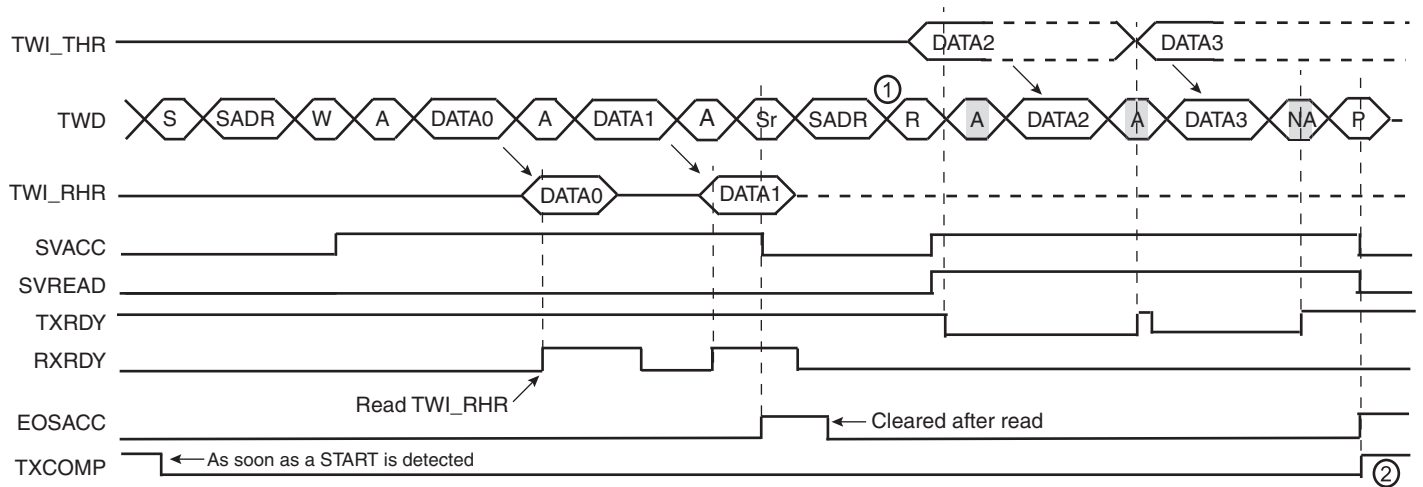 TWI_THR DATA2 DATA3
①
TWD S SADR W A DATA0 A DATA1 A Sr SADR R A DATA2 A DATA3 NA P
TWI_RHR DATA0 DATA1
SVACC
SVREAD
TXRDY
RXRDY
Read TWI_RHR
EOSACC Cleared after read
TXCOMP As soon as a START is detected ②